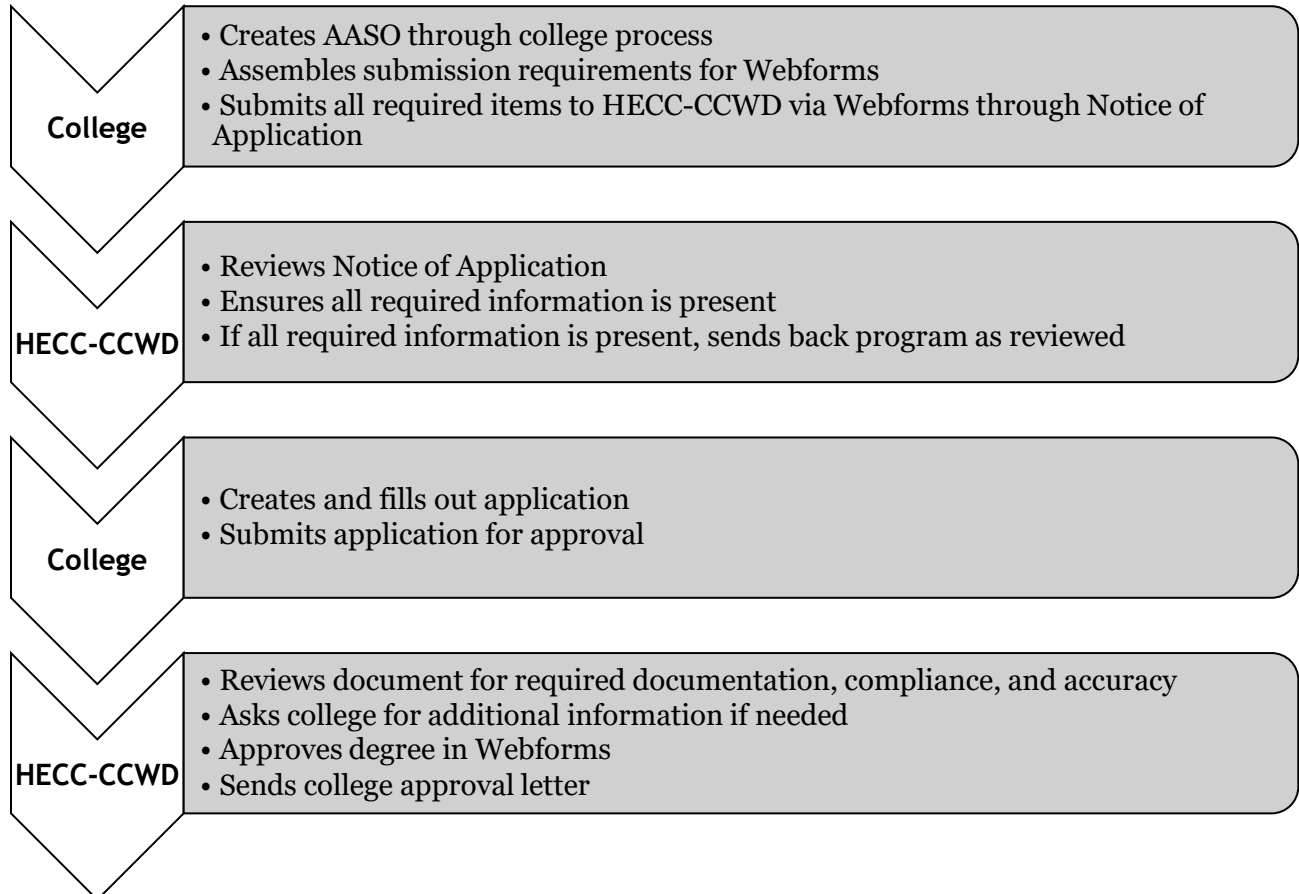 College
• Creates AASO through college process
• Assembles submission requirements for Webforms
• Submits all required items to HECC-CCWD via Webforms through Notice of
Application
HECC-CCWD
• Reviews Notice of Application
• Ensures all required information is present
• If all required information is present, sends back program as reviewed
College
• Creates and fills out application
• Submits application for approval
HECC-CCWD
• Reviews document for required documentation, compliance, and accuracy
• Asks college for additional information if needed
• Approves degree in Webforms
• Sends college approval letter